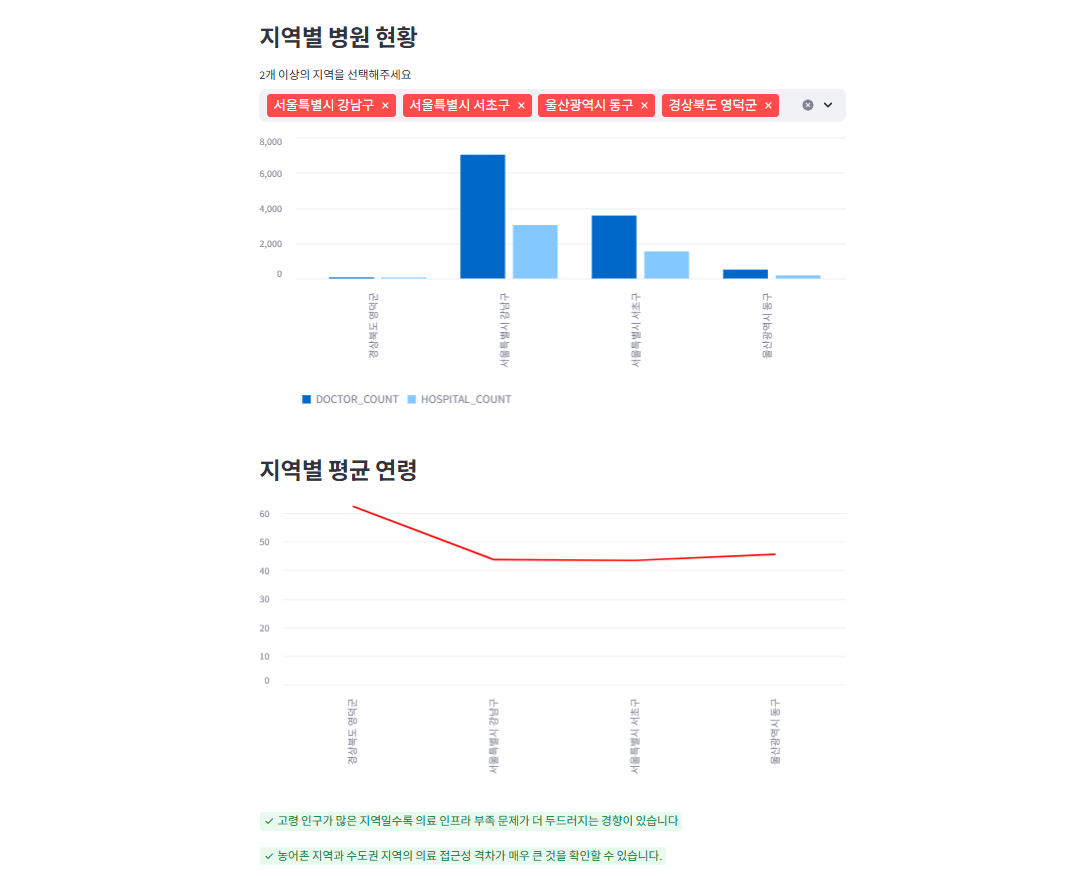 지역별 병원 현황
2개 이상의 지역을 선택해주세요
서울특별시 강남구 × 서울특별시 서초구 × 울산광역시 동구 × 경상북도 영덕군 ×
8,000
6,000
4,000
2,000
0
경상북도 영덕군
서울특별시 강남구
서울특별시 서초구
울산광역시 동구
DOCTOR_COUNT HOSPITAL_COUNT
지역별 평균 연령
60
50
40
30
20
10
0
경상북도 영덕군
서울특별시 강남구
서울특별시 서초구
울산광역시 동구
✓ 고령 인구가 많은 지역일수록 의료 인프라 부족 문제가 더 두드러지는 경향이 있습니다
✓ 농어촌 지역과 수도권 지역의 의료 접근성 격차가 매우 큰 것을 확인할 수 있습니다.